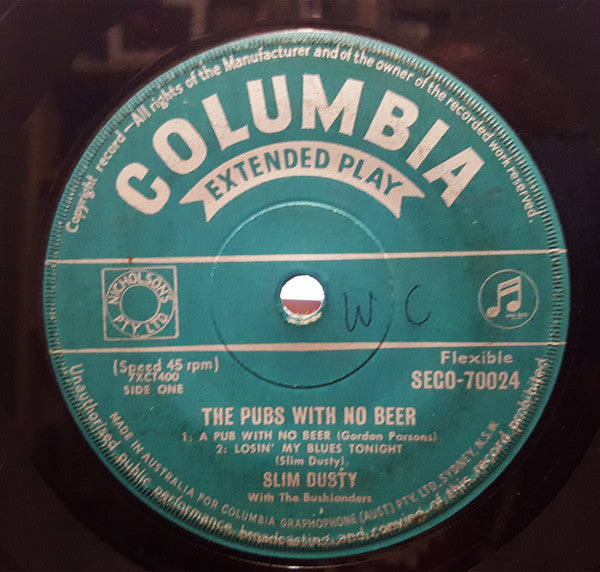 Copyright record—All rights of the Manufacturer and of the owner of the recorded work reserved.
COLUMBIA
EXTENDED PLAY
NICHOLSON'S
PTY LTD
W C
(Speed 45 rpm)
7XCT400
SIDE ONE
Flexible
SEGO-70024
THE PUBS WITH NO BEER
1: A PUB WITH NO BEER (Gordon Parsons)
2: LOSIN' MY BLUES TONIGHT
(Slim Dusty).
SLIM DUSTY
With The Bushlanders
MADE IN AUSTRALIA FOR COLUMBIA GRAPHOPHONE (AUST) PTY. LTD., SYDNEY, N.S.W.
Unauthorised public performance, broadcasting and copying of this record prohibited.